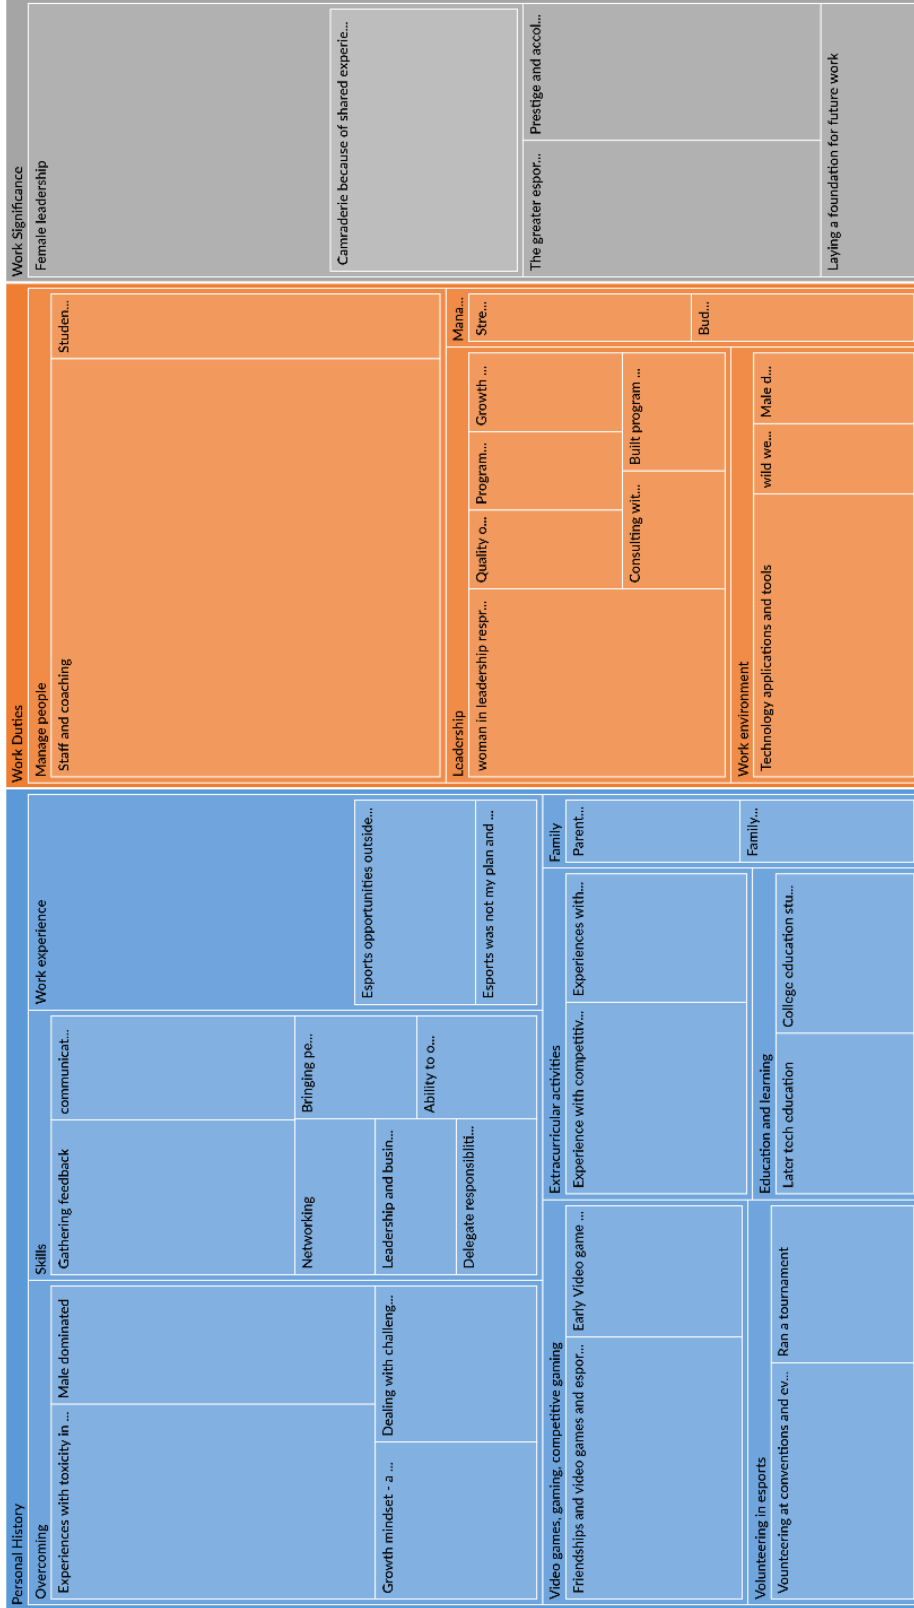 Personal History
Overcoming
Experiences with toxicity in ...
Male dominated
Growth mindset - a ...
Dealing with challeng...
Skills
Gathering feedback
communicat...
Networking
Bringing pe...
Leadership and busin...
Ability to o...
Delegate responsibliti...
Work experience
Esports opportunities outside...
Esports was not my plan and ...
Video games, gaming, competitive gaming
Friendships and video games and espor...
Early Video game ...
Volunteering in esports
Vounteering at conventions and ev...
Ran a tournament
Extracurricular activities
Experience with competitiv...
Experiences with...
Education and learning
Later tech education
College education stu...
Family
Parent...
Family...
Work Duties
Manage people
Staff and coaching
Studen...
Leadership
woman in leadership respr...
Quality o...
Program...
Growth ...
Consulting wit...
Built program ...
Mana...
Stre...
Bud...
Work environment
Technology applications and tools
wild we...
Male d...
Work Significance
Female leadership
Camraderie because of shared experie...
The greater espor...
Prestige and accol...
Laying a foundation for future work